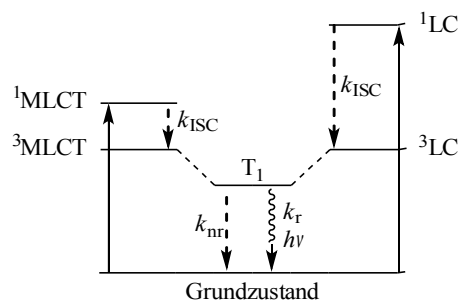 ¹LC
¹MLCT
k_ISC
k_ISC
³MLCT
T₁
³LC
k_nr
k_r
hν
Grundzustand